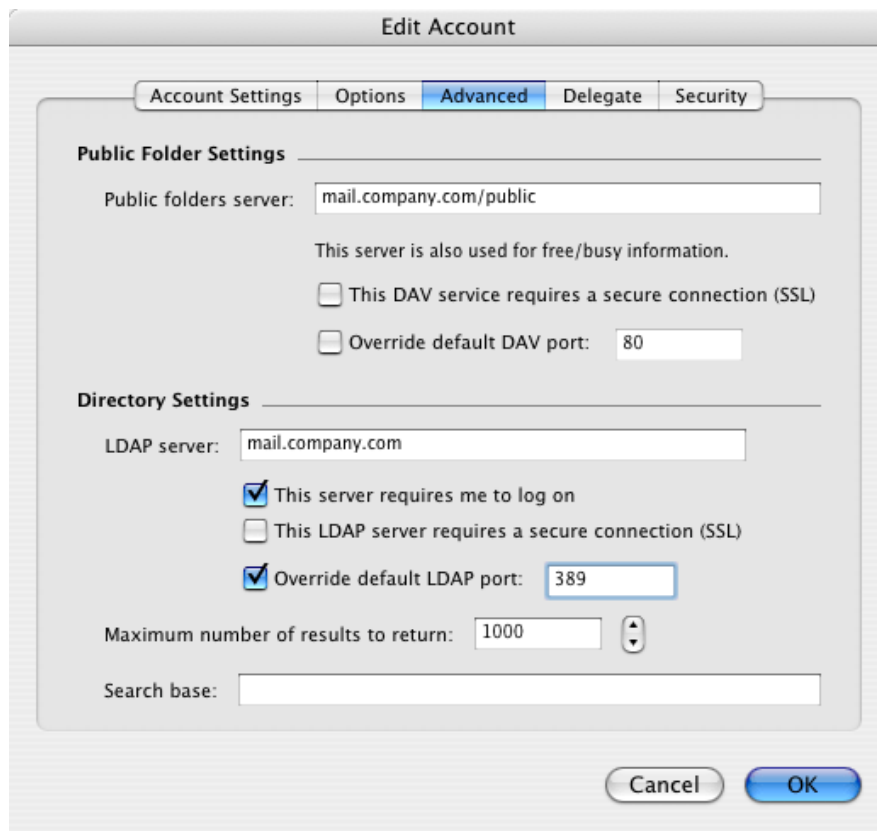 Edit Account
Account Settings Options Advanced Delegate Security
Public Folder Settings
Public folders server: mail.company.com/public
This server is also used for free/busy information.
This DAV service requires a secure connection (SSL)
Override default DAV port: 80
Directory Settings
LDAP server: mail.company.com
This server requires me to log on
This LDAP server requires a secure connection (SSL)
Override default LDAP port: 389
Maximum number of results to return: 1000
Search base:
Cancel OK